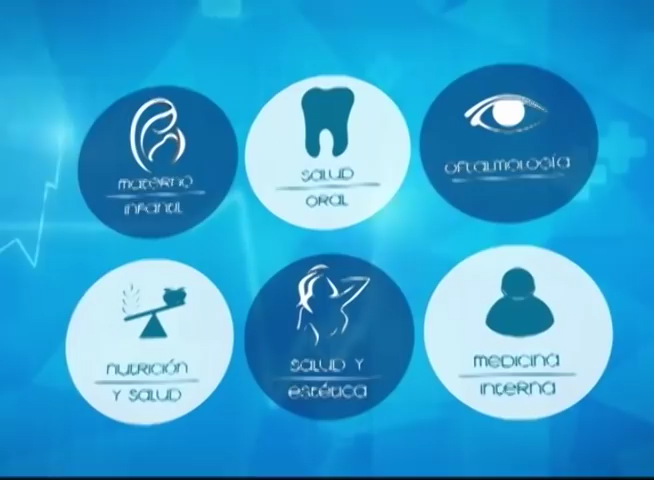 materno
infantil
salud
oral
oftalmología
nutrición
y salud
salud y
estética
medicina
interna